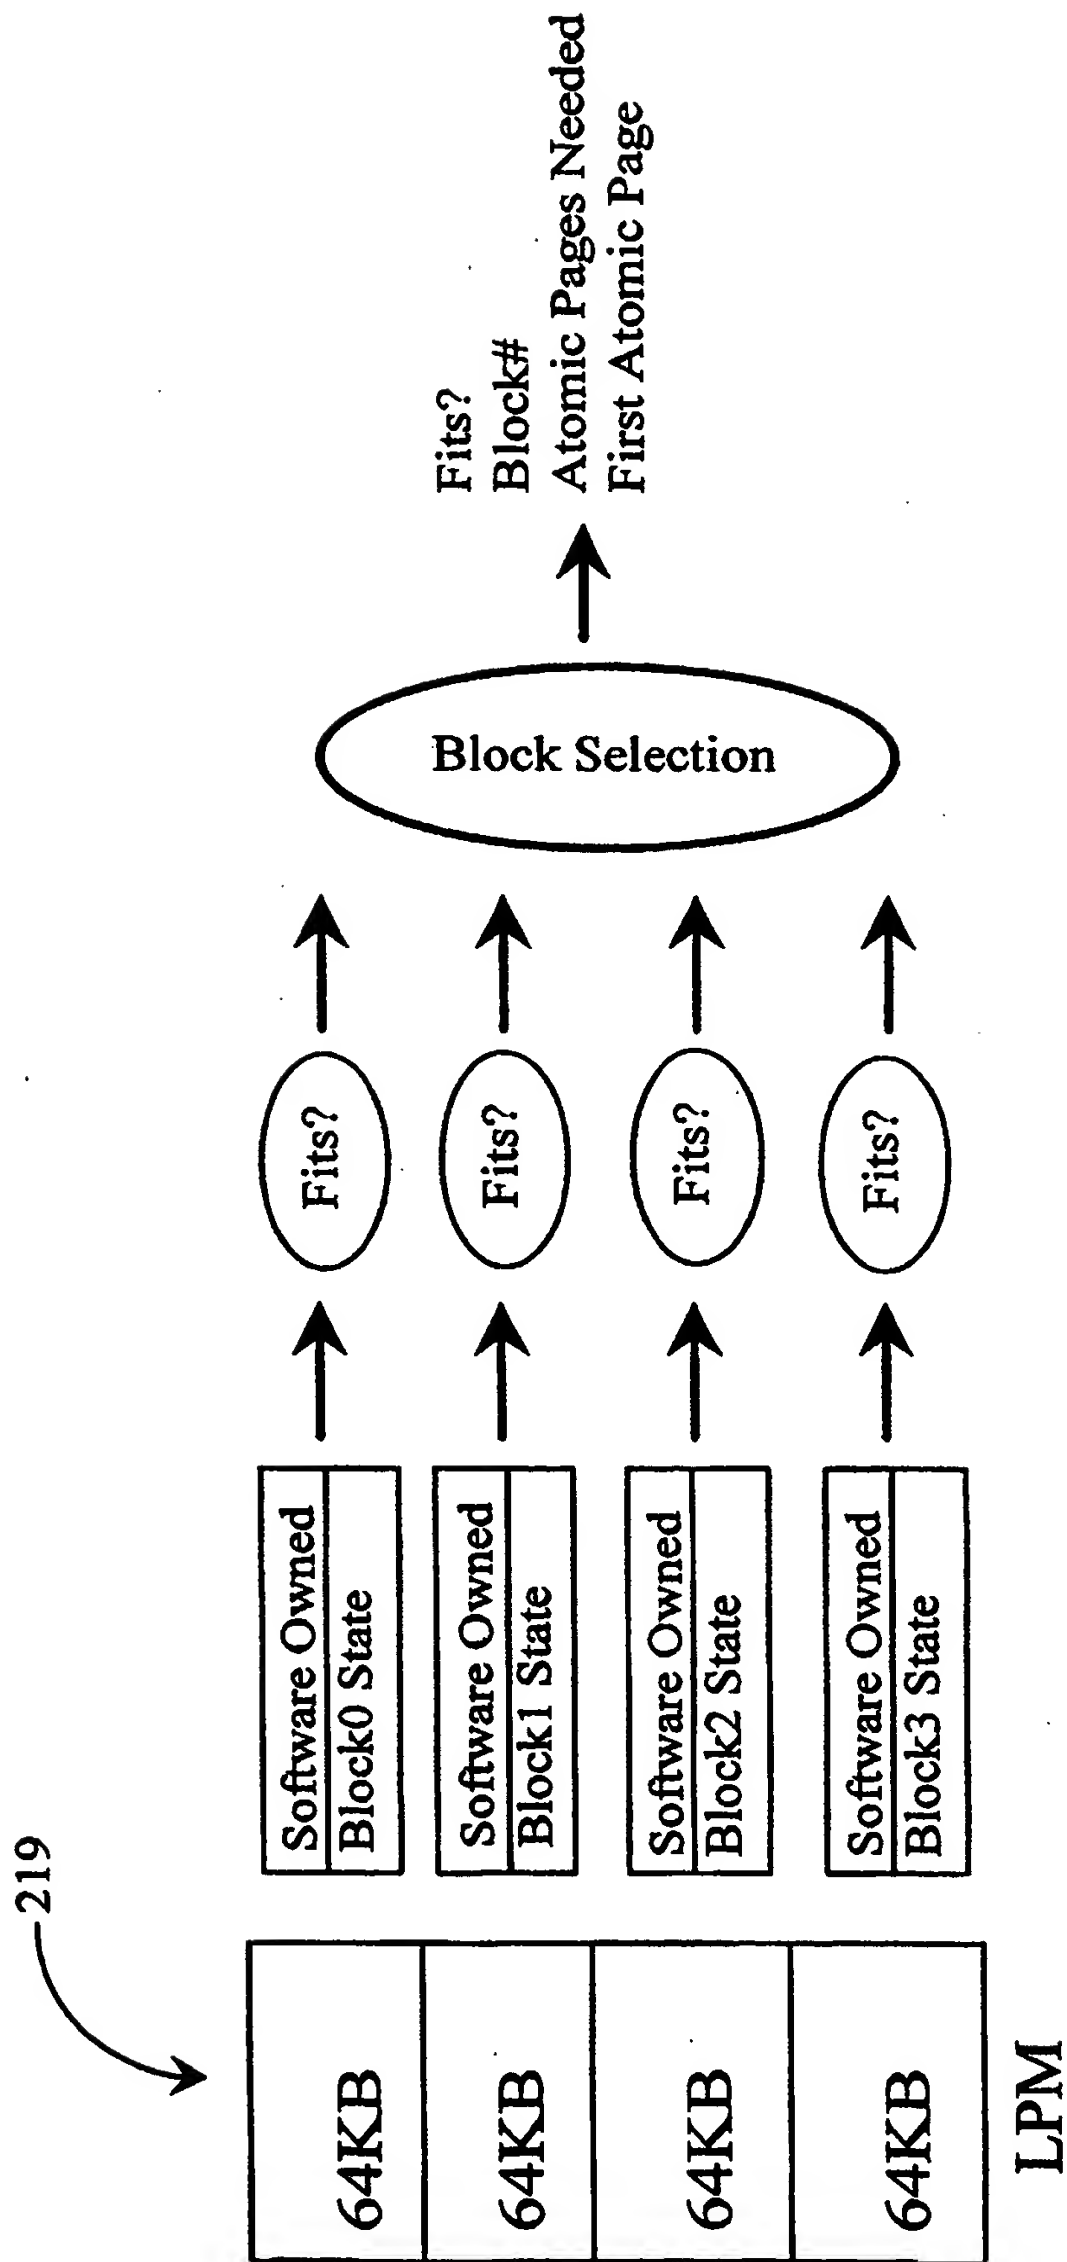 219
64KB
64KB
64KB
64KB
LPM
Software Owned
Block0 State
Software Owned
Block1 State
Software Owned
Block2 State
Software Owned
Block3 State
Fits?
Fits?
Fits?
Fits?
Block Selection
Fits?
Block#
Atomic Pages Needed
First Atomic Page